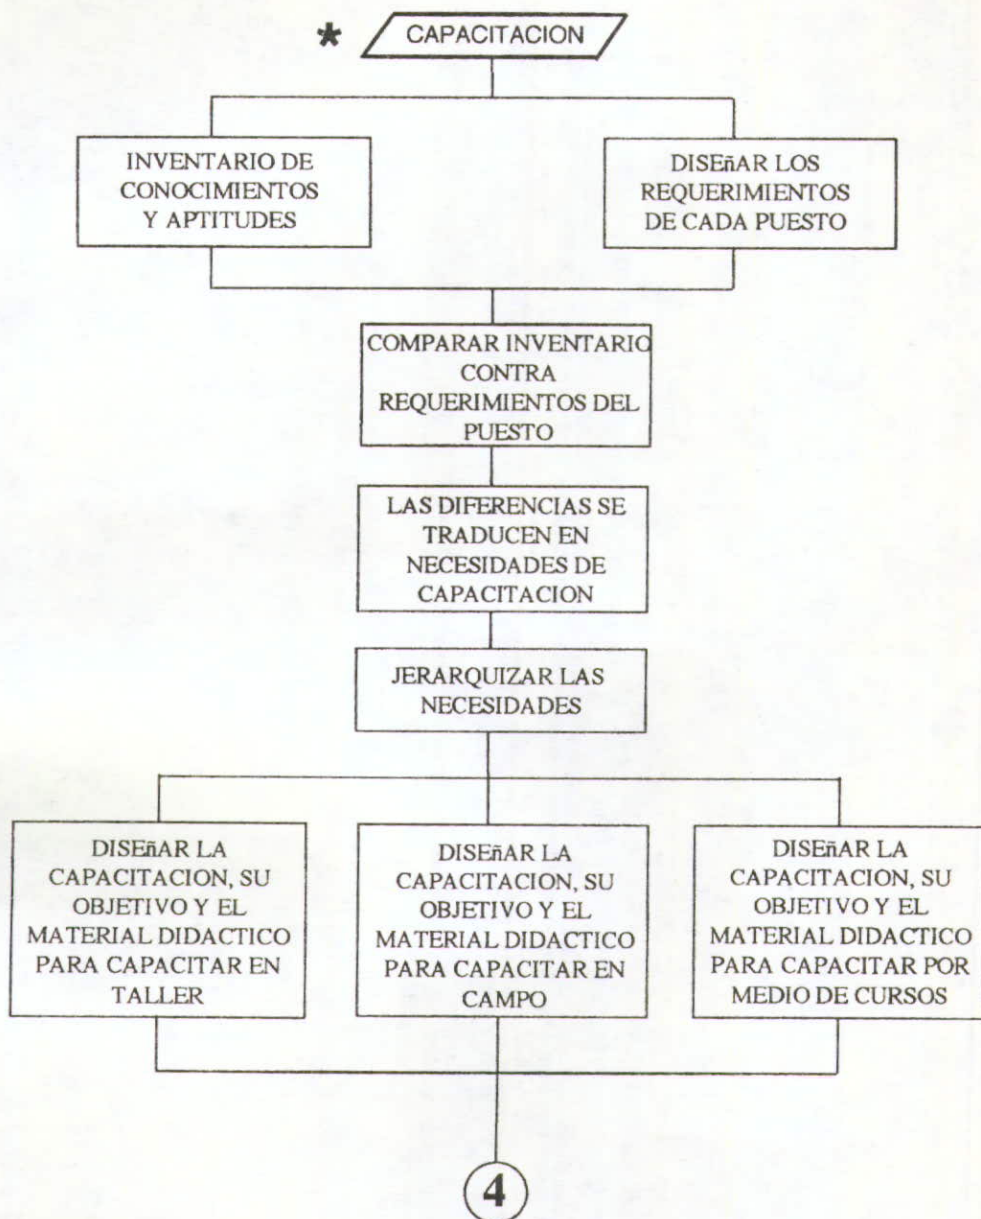 * CAPACITACION
INVENTARIO DE
CONOCIMIENTOS
Y APTITUDES
DISEñAR LOS
REQUERIMIENTOS
DE CADA PUESTO
COMPARAR INVENTARIO
CONTRA
REQUERIMIENTOS DEL
PUESTO
LAS DIFERENCIAS SE
TRADUCEN EN
NECESIDADES DE
CAPACITACION
JERARQUIZAR LAS
NECESIDADES
DISEñAR LA
CAPACITACION, SU
OBJETIVO Y EL
MATERIAL DIDACTICO
PARA CAPACITAR EN
TALLER
DISEñAR LA
CAPACITACION, SU
OBJETIVO Y EL
MATERIAL DIDACTICO
PARA CAPACITAR EN
CAMPO
DISEñAR LA
CAPACITACION, SU
OBJETIVO Y EL
MATERIAL DIDACTICO
PARA CAPACITAR POR
MEDIO DE CURSOS
4